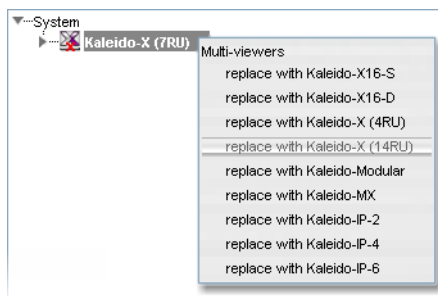 System
Kaleido-X (7RU)
Multi-viewers
replace with Kaleido-X16-S
replace with Kaleido-X16-D
replace with Kaleido-X (4RU)
replace with Kaleido-X (14RU)
replace with Kaleido-Modular
replace with Kaleido-MX
replace with Kaleido-IP-2
replace with Kaleido-IP-4
replace with Kaleido-IP-6